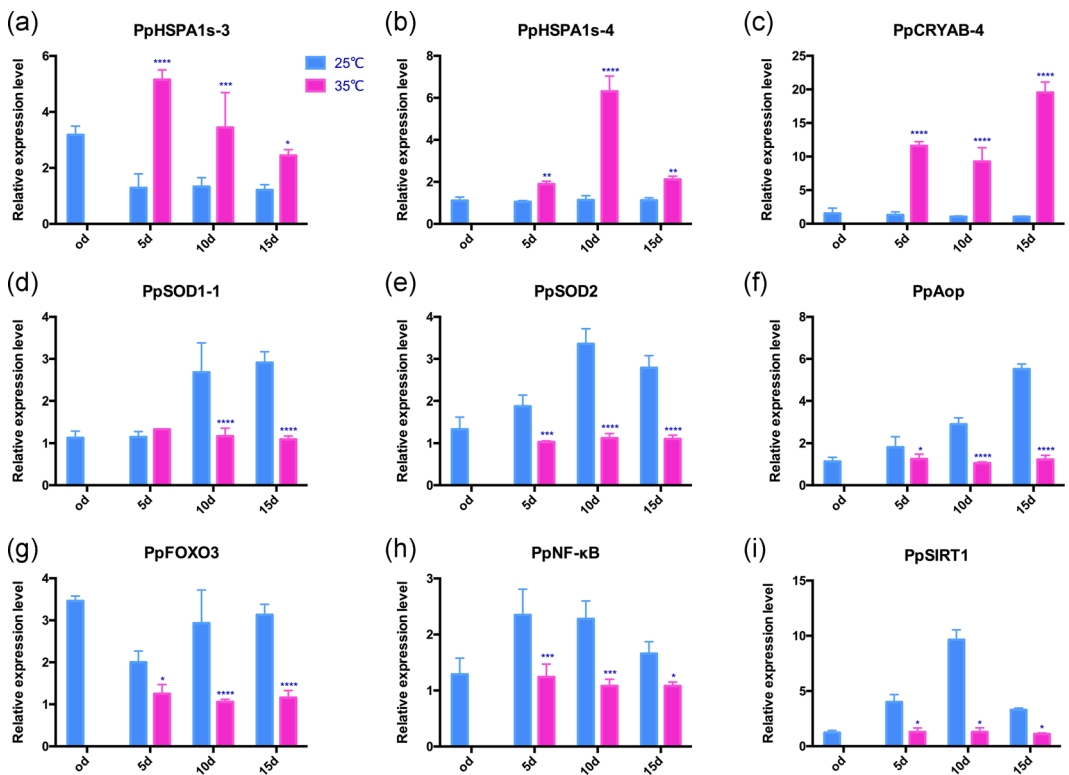 (a)
PpHSPA1s-3
Relative expression level
6
4
2
0
****
***
*
25℃
35℃
od
5d
10d
15d
(b)
PpHSPA1s-4
Relative expression level
8
6
4
2
0
**
****
**
od
5d
10d
15d
(c)
PpCRYAB-4
Relative expression level
25
20
15
10
5
0
****
****
****
od
5d
10d
15d
(d)
PpSOD1-1
Relative expression level
4
3
2
1
0
****
****
od
5d
10d
15d
(e)
PpSOD2
Relative expression level
4
3
2
1
0
***
****
****
od
5d
10d
15d
(f)
PpAop
Relative expression level
8
6
4
2
0
*
****
****
od
5d
10d
15d
(g)
PpFOXO3
Relative expression level
4
3
2
1
0
*
****
****
od
5d
10d
15d
(h)
PpNF-κB
Relative expression level
3
2
1
0
***
***
*
od
5d
10d
15d
(i)
PpSIRT1
Relative expression level
15
10
5
0
*
*
*
od
5d
10d
15d